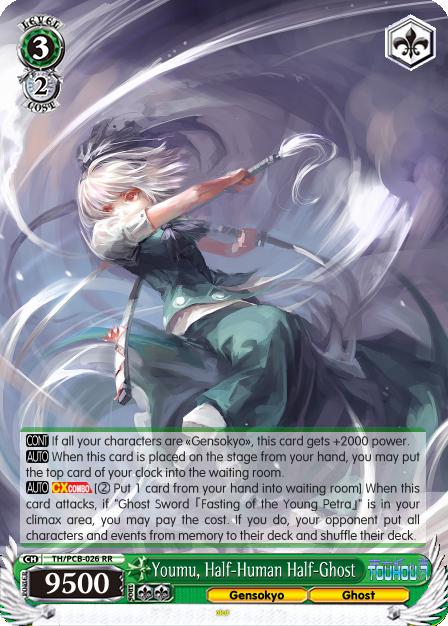 LEVEL
3
2
COST
CONT If all your characters are «Gensokyo», this card gets +2000 power.
AUTO When this card is placed on the stage from your hand, you may put
the top card of your clock into the waiting room.
AUTO CX COMBO [② Put 1 card from your hand into waiting room] When this
card attacks, if "Ghost Sword「Fasting of the Young Petra」" is in your
climax area, you may pay the cost. If you do, your opponent put all
characters and events from memory to their deck and shuffle their deck.
CH TH/PCB-026 RR
POWER 9500 SOUL Youmu, Half-Human Half-Ghost
Gensokyo Ghost